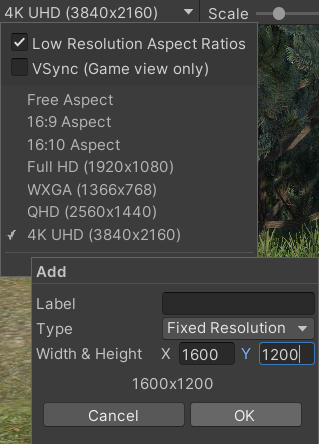 4K UHD (3840x2160) Scale
Low Resolution Aspect Ratios
VSync (Game view only)
Free Aspect
16:9 Aspect
16:10 Aspect
Full HD (1920x1080)
WXGA (1366x768)
QHD (2560x1440)
4K UHD (3840x2160)
Add
Label
Type Fixed Resolution
Width & Height X 1600 Y 1200
1600x1200
Cancel OK